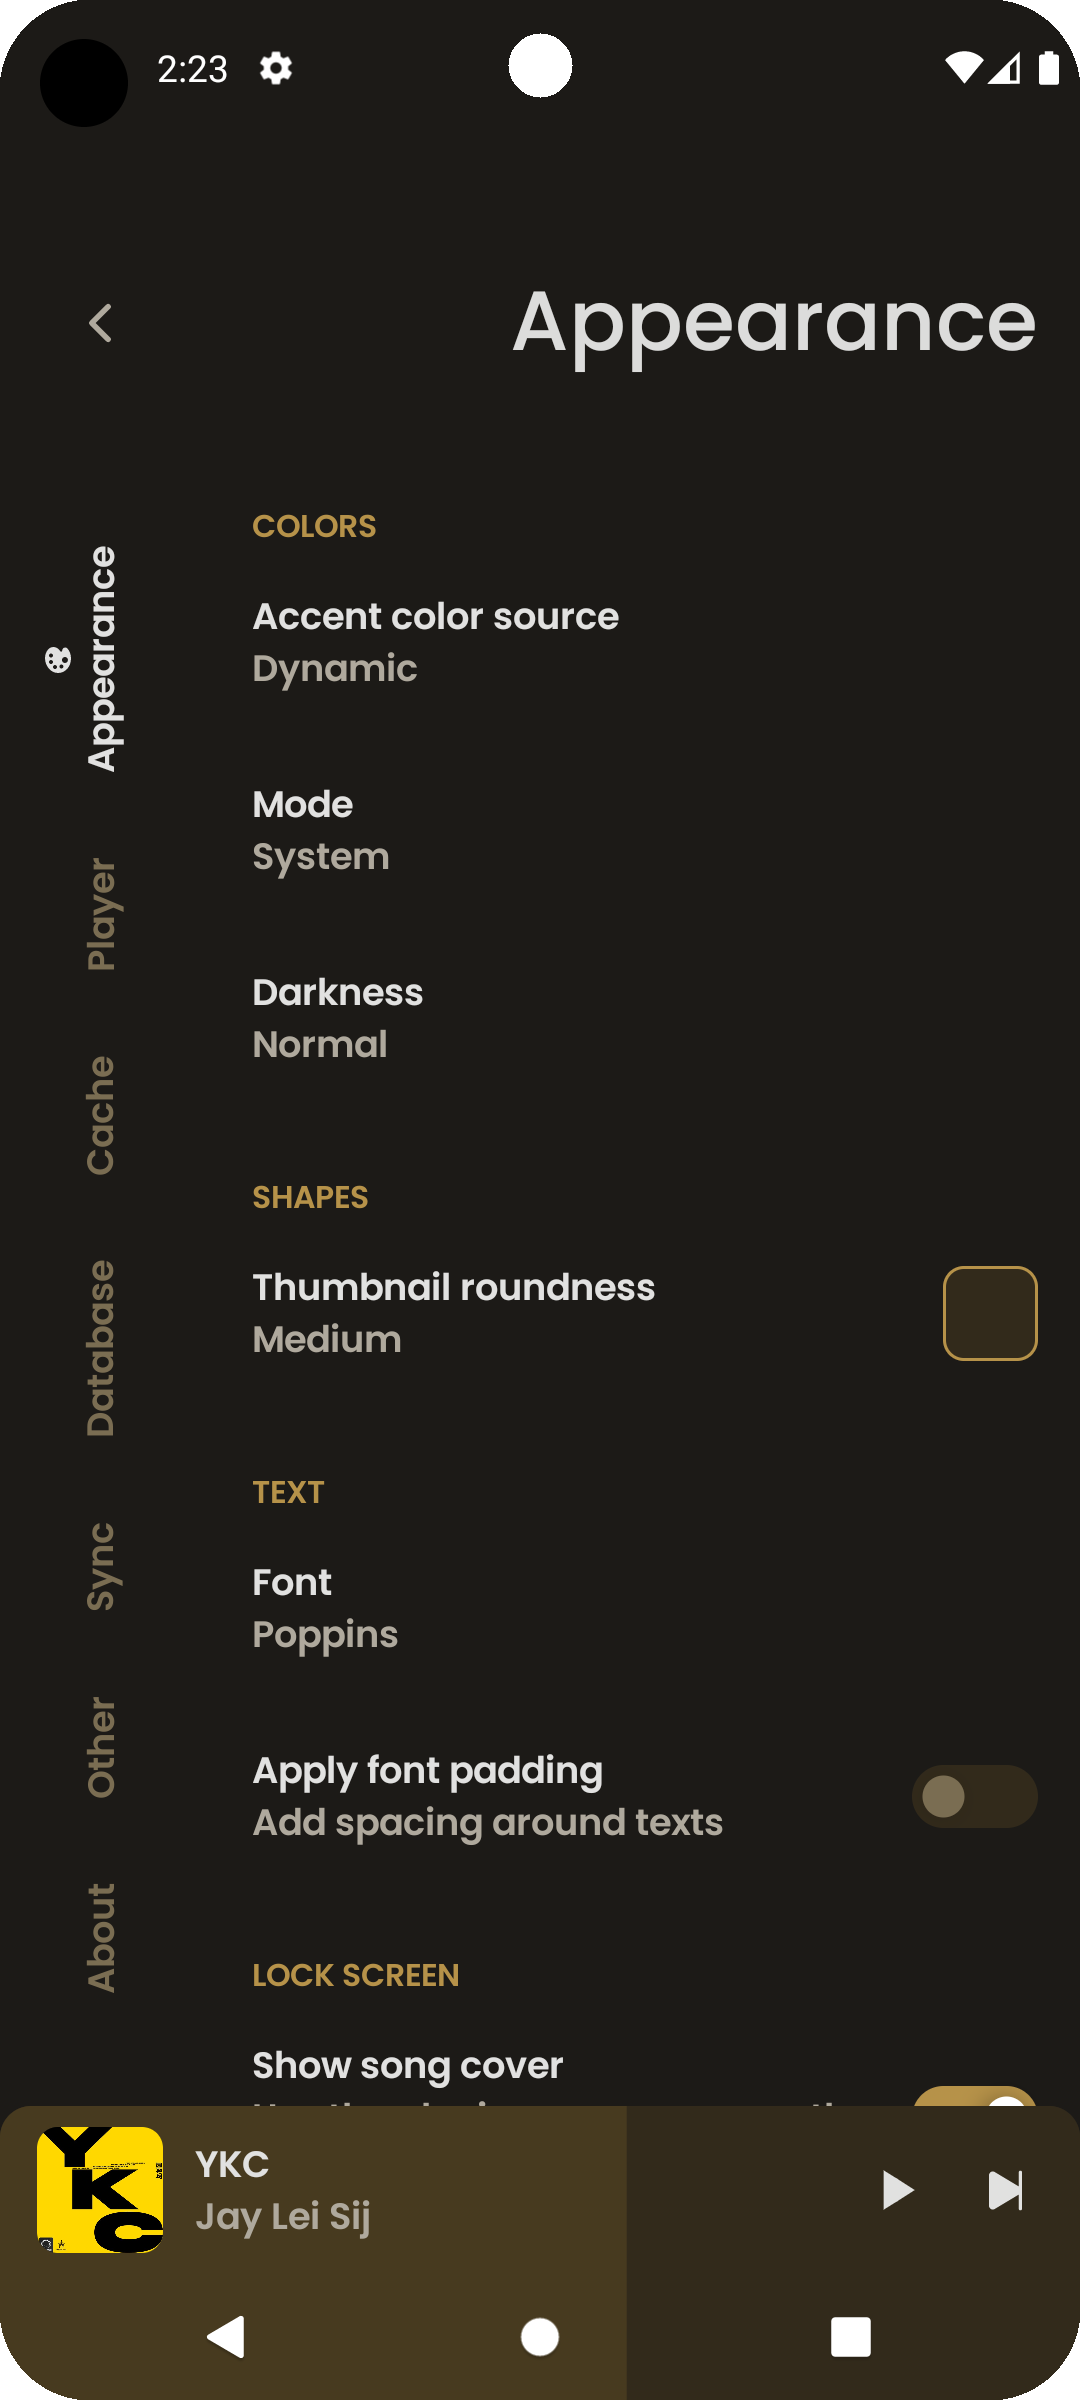 2:23
Appearance
Appearance
Player
Cache
Database
Sync
Other
About
COLORS
Accent color source
Dynamic
Mode
System
Darkness
Normal
SHAPES
Thumbnail roundness
Medium
TEXT
Font
Poppins
Apply font padding
Add spacing around texts
LOCK SCREEN
Show song cover
YKC
YKC
Jay Lei Sij